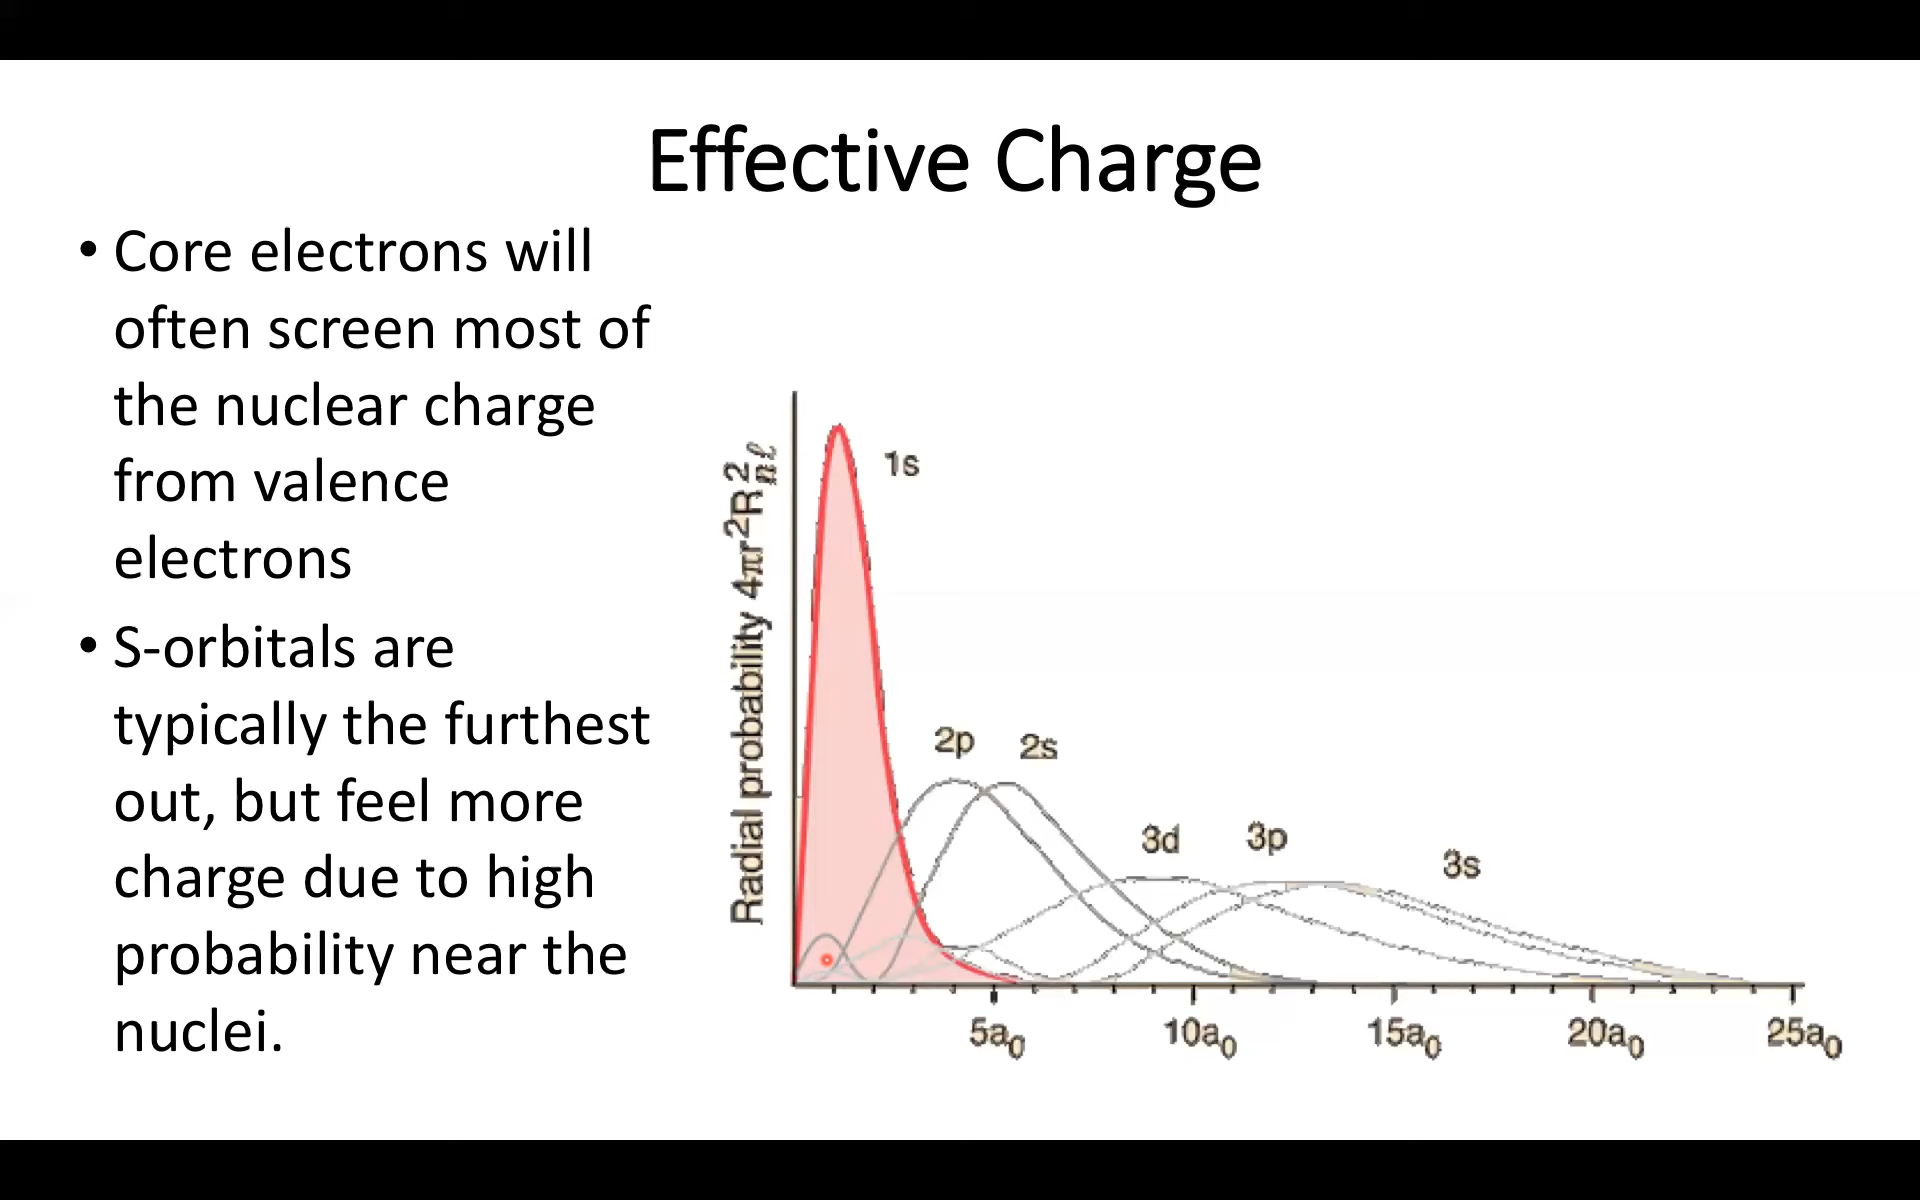 Effective Charge
• Core electrons will
often screen most of
the nuclear charge
from valence
electrons
• S-orbitals are
typically the furthest
out, but feel more
charge due to high
probability near the
nuclei.
Radial probability 4πr²R²nℓ
1s
2p
2s
3d
3p
3s
5a₀
10a₀
15a₀
20a₀
25a₀